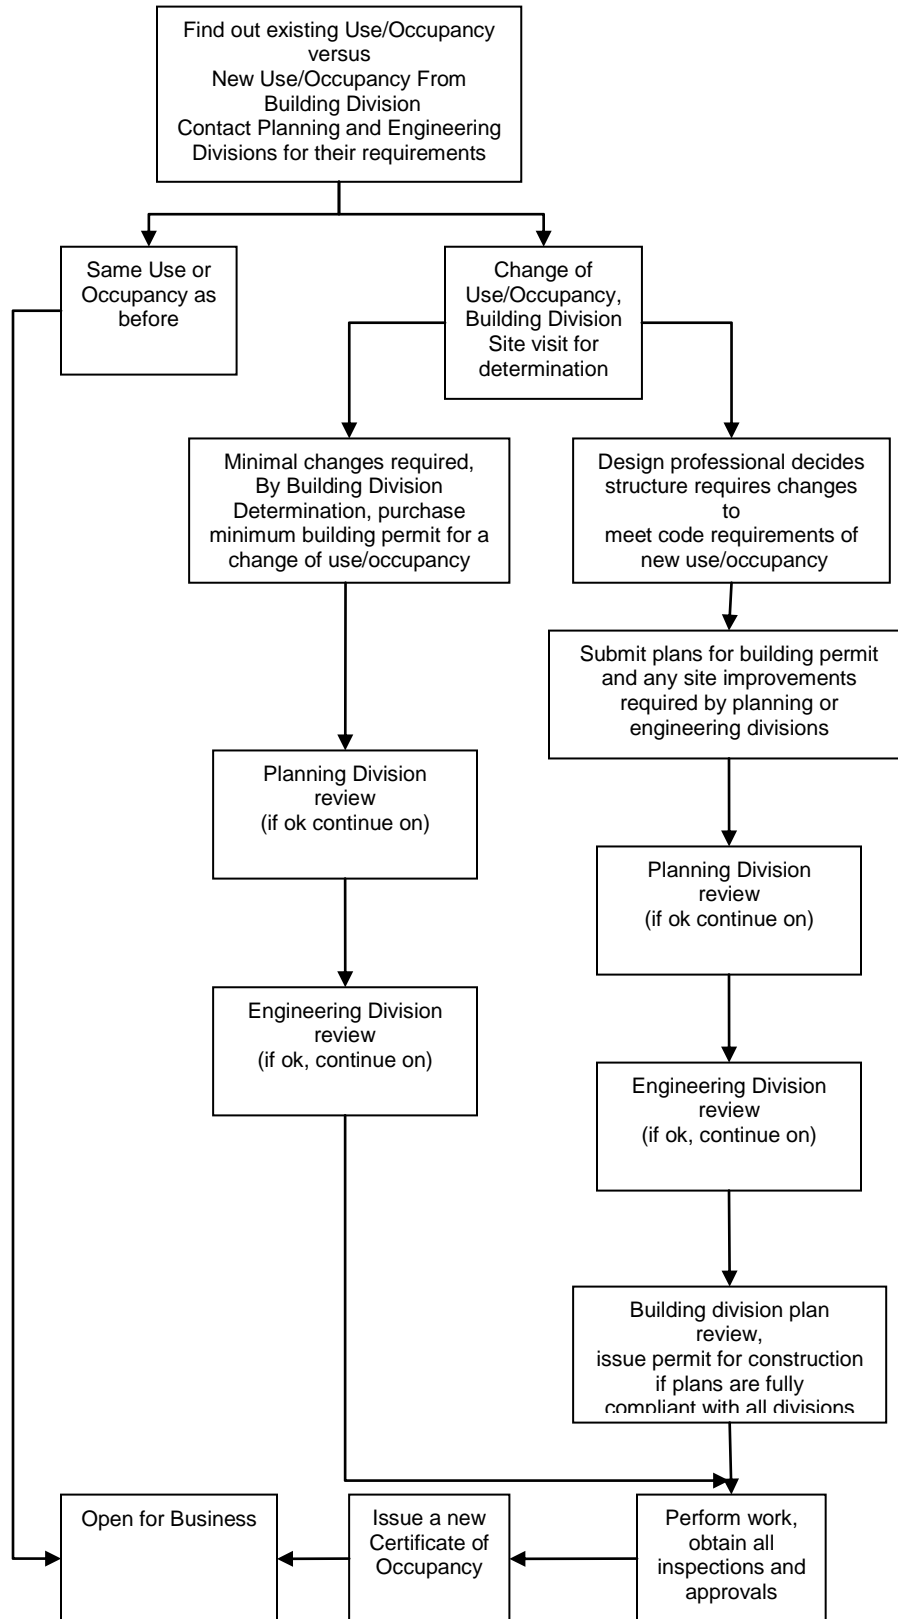 Find out existing Use/Occupancy
versus
New Use/Occupancy From
Building Division
Contact Planning and Engineering
Divisions for their requirements
Same Use or
Occupancy as
before
Change of
Use/Occupancy,
Building Division
Site visit for
determination
Minimal changes required,
By Building Division
Determination, purchase
minimum building permit for a
change of use/occupancy
Design professional decides
structure requires changes
to
meet code requirements of
new use/occupancy
Submit plans for building permit
and any site improvements
required by planning or
engineering divisions
Planning Division
review
(if ok continue on)
Planning Division
review
(if ok continue on)
Engineering Division
review
(if ok, continue on)
Engineering Division
review
(if ok, continue on)
Building division plan
review,
issue permit for construction
if plans are fully
compliant with all divisions
Open for Business
Issue a new
Certificate of
Occupancy
Perform work,
obtain all
inspections and
approvals